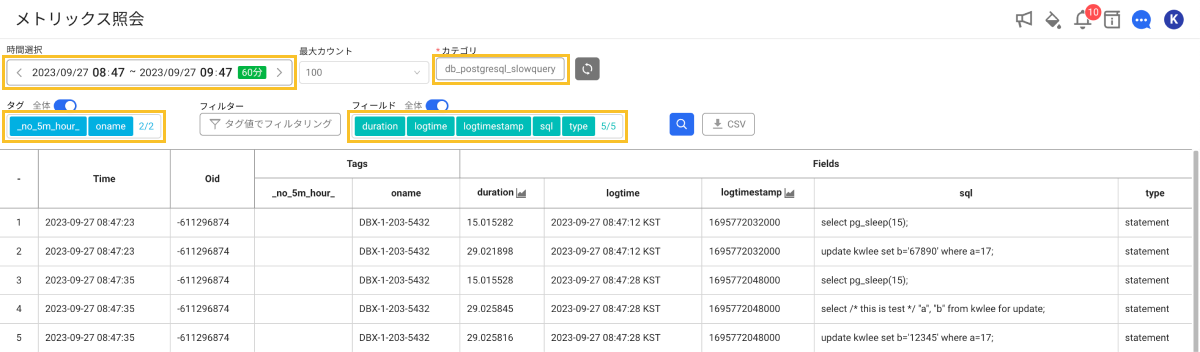 メトリックス照会
10
K
時間選択
最大カウント
*カテゴリ
2023/09/27 08:47 ~ 2023/09/27 09:47 60分
100
db_postgresql_slowquery
タグ 全体
フィルター
フィールド 全体
_no_5m_hour_ oname 2/2
タグ値でフィルタリング
duration logtime logtimestamp sql type 5/5
CSV
- Time Oid Tags Fields
_no_5m_hour_ oname duration logtime logtimestamp sql type
1 2023-09-27 08:47:23 -611296874 DBX-1-203-5432 15.015282 2023-09-27 08:47:12 KST 1695772032000 select pg_sleep(15); statement
2 2023-09-27 08:47:23 -611296874 DBX-1-203-5432 29.021898 2023-09-27 08:47:12 KST 1695772032000 update kwlee set b='67890' where a=17; statement
3 2023-09-27 08:47:35 -611296874 DBX-1-203-5432 15.015528 2023-09-27 08:47:28 KST 1695772048000 select pg_sleep(15); statement
4 2023-09-27 08:47:35 -611296874 DBX-1-203-5432 29.025845 2023-09-27 08:47:28 KST 1695772048000 select /* this is test */ "a", "b" from kwlee for update; statement
5 2023-09-27 08:47:35 -611296874 DBX-1-203-5432 29.025816 2023-09-27 08:47:28 KST 1695772048000 update kwlee set b='12345' where a=17; statement